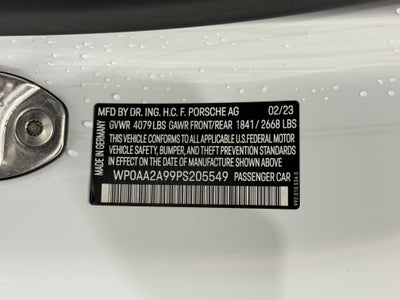 MFD BY DR. ING. H.C. F. PORSCHE AG 02/23
GVWR 4079 LBS GAWR FRONT/REAR 1841/2668 LBS
THIS VEHICLE CONFORMS TO ALL APPLICABLE
U.S. FEDERAL MOTOR
VEHICLE SAFETY, BUMPER, AND THEFT
PREVENTION STANDARDS IN EFFECT ON THE
DATE OF MANUFACTURE SHOWN ABOVE.
WP0AA2A99PS205549 PASSENGER CAR
MADE IN GERMANY